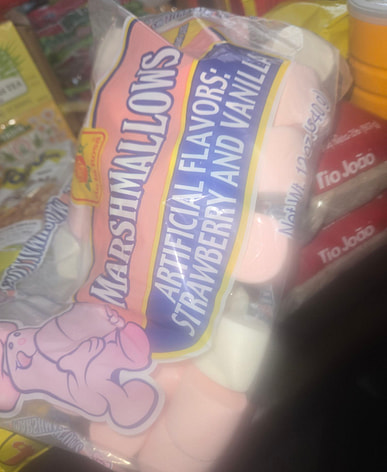 MARSHMALLOWS
ARTIFICIAL FLAVORS:
STRAWBERRY AND VANILLA
Tio João
Tio João